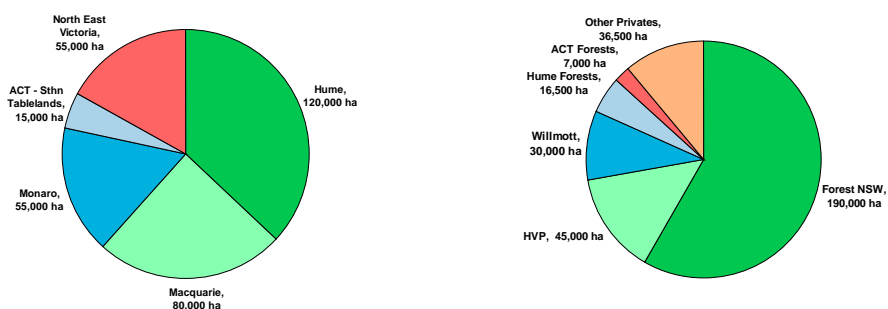 North East
Victoria,
55,000 ha
Hume,
120,000 ha
ACT - Sthn
Tablelands,
15,000 ha
Monaro,
55,000 ha
Macquarie,
80,000 ha
Other Privates,
36,500 ha
ACT Forests,
7,000 ha
Hume Forests,
16,500 ha
Willmott,
30,000 ha
Forest NSW,
190,000 ha
HVP, 45,000 ha